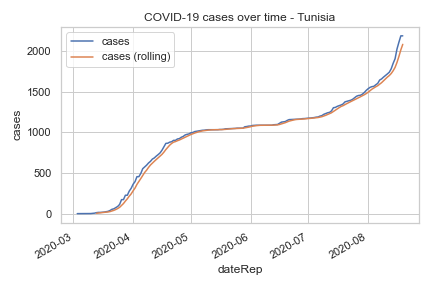 COVID-19 cases over time - Tunisia
cases
cases (rolling)
2000
1500
1000
500
0
cases
2020-03
2020-04
2020-05
2020-06
2020-07
2020-08
dateRep